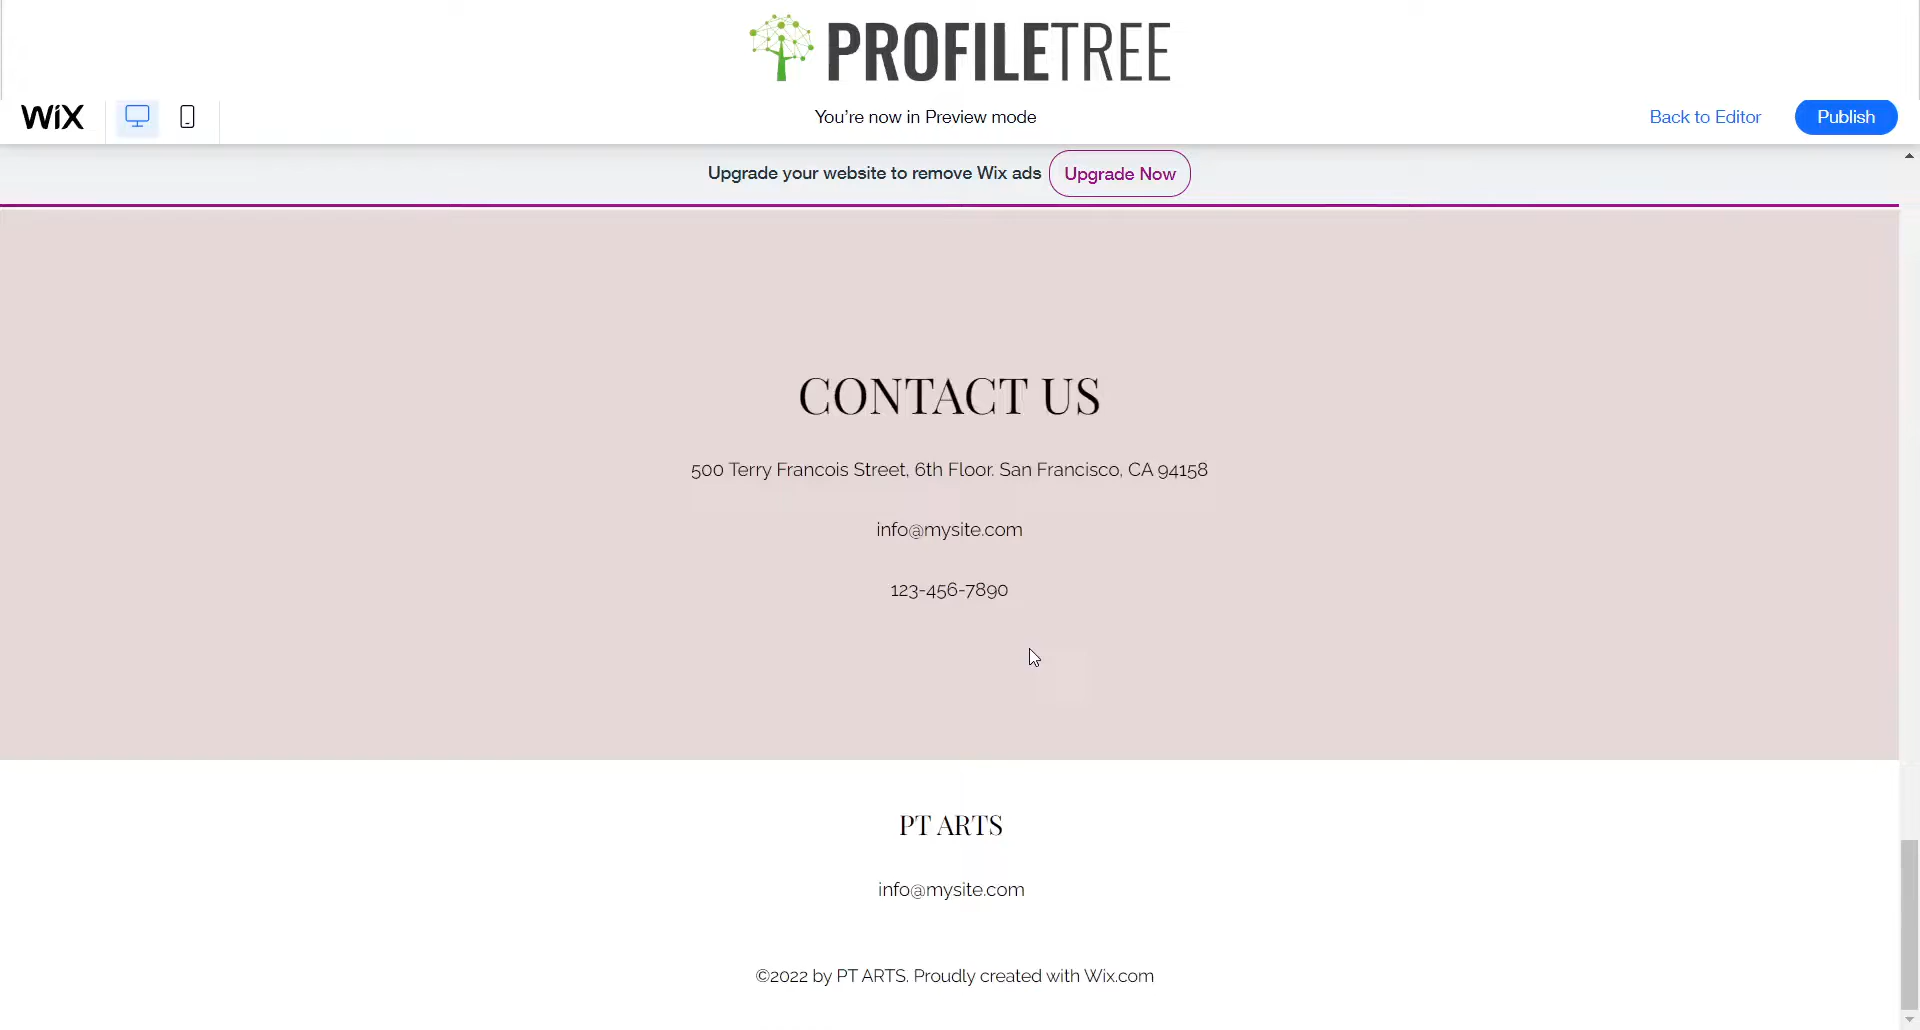 PROFILETREE
WiX
You're now in Preview mode
Back to Editor
Publish
Upgrade your website to remove Wix ads
Upgrade Now
CONTACT US
500 Terry Francois Street, 6th Floor. San Francisco, CA 94158
info@mysite.com
123-456-7890
PT ARTS
info@mysite.com
©2022 by PT ARTS. Proudly created with Wix.com